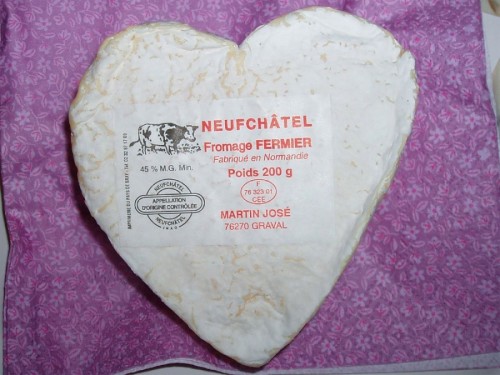 NEUFCHÂTEL
Fromage FERMIER
Fabriqué en Normandie
45 % M.G. Min.
Poids 200 g
F
76 323 01
CEE
NEUFCHÂTEL
APPELLATION
D'ORIGINE CONTRÔLÉE
NEUFCHÂTEL
MARTIN JOSÉ
76270 GRAVAL